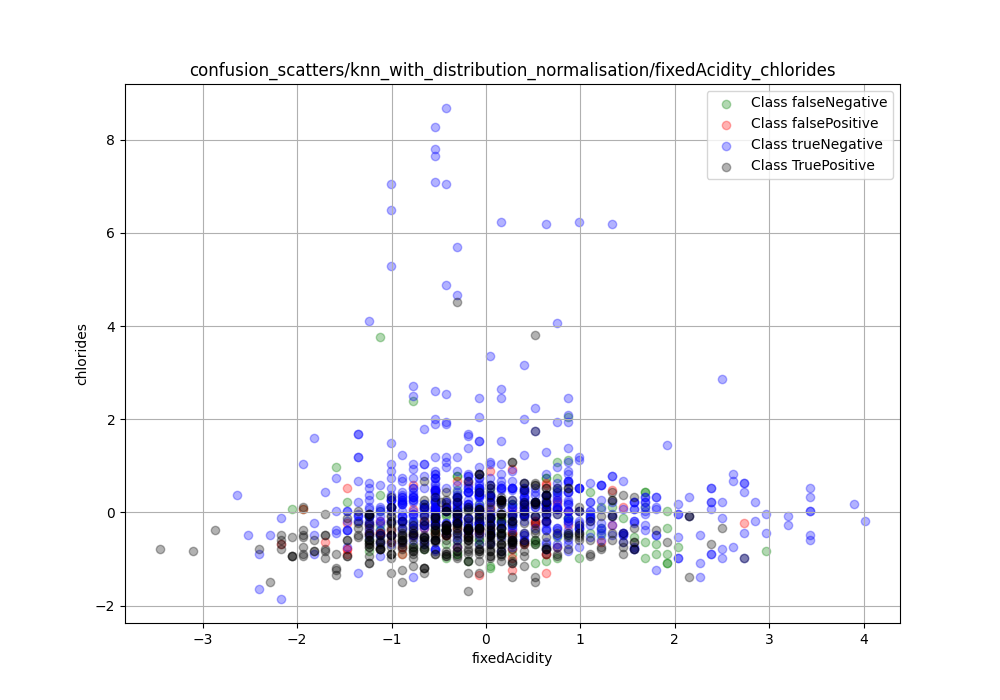 confusion_scatters/knn_with_distribution_normalisation/fixedAcidity_chlorides
Class falseNegative
Class falsePositive
Class trueNegative
Class TruePositive
chlorides
8
6
4
2
0
−2
−3
−2
−1
0
1
2
3
4
fixedAcidity